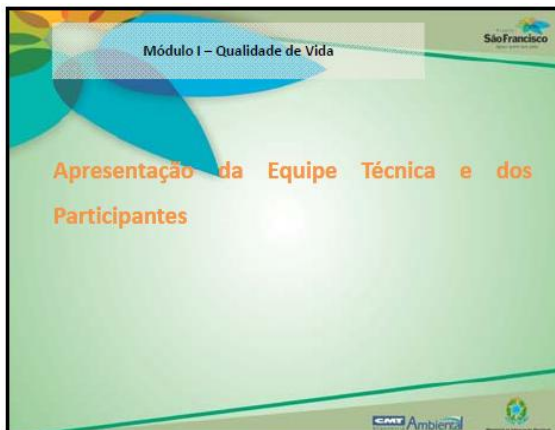 São Francisco
Módulo I – Qualidade de Vida
Apresentação da Equipe Técnica e dos
Participantes
CMT Ambiental